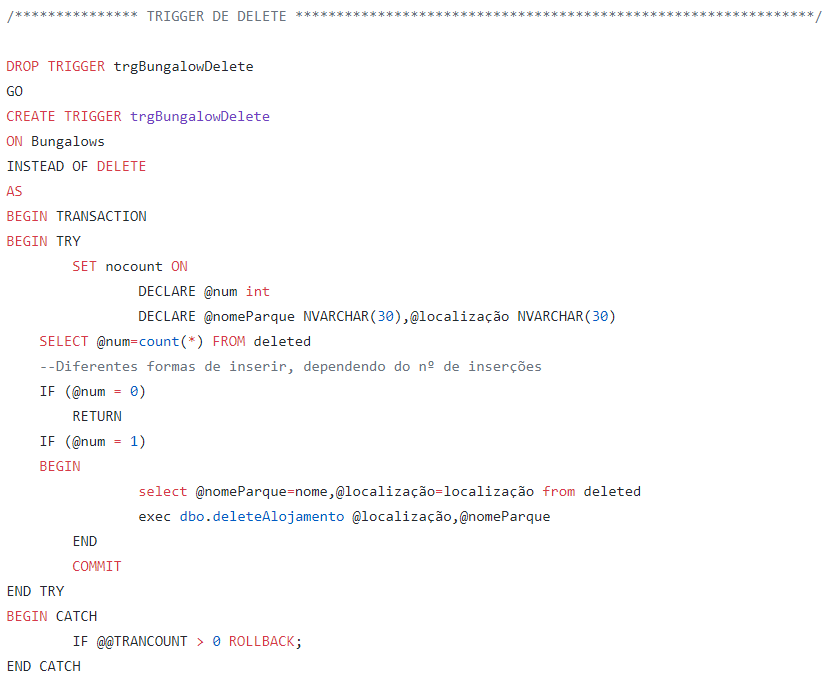 /*************** TRIGGER DE DELETE ***************************************************************/
DROP TRIGGER trgBungalowDelete
GO
CREATE TRIGGER trgBungalowDelete
ON Bungalows
INSTEAD OF DELETE
AS
BEGIN TRANSACTION
BEGIN TRY
SET nocount ON
DECLARE @num int
DECLARE @nomeParque NVARCHAR(30),@localização NVARCHAR(30)
SELECT @num=count(*) FROM deleted
--Diferentes formas de inserir, dependendo do nº de inserções
IF (@num = 0)
RETURN
IF (@num = 1)
BEGIN
select @nomeParque=nome,@localização=localização from deleted
exec dbo.deleteAlojamento @localização,@nomeParque
END
COMMIT
END TRY
BEGIN CATCH
IF @@TRANCOUNT > 0 ROLLBACK;
END CATCH